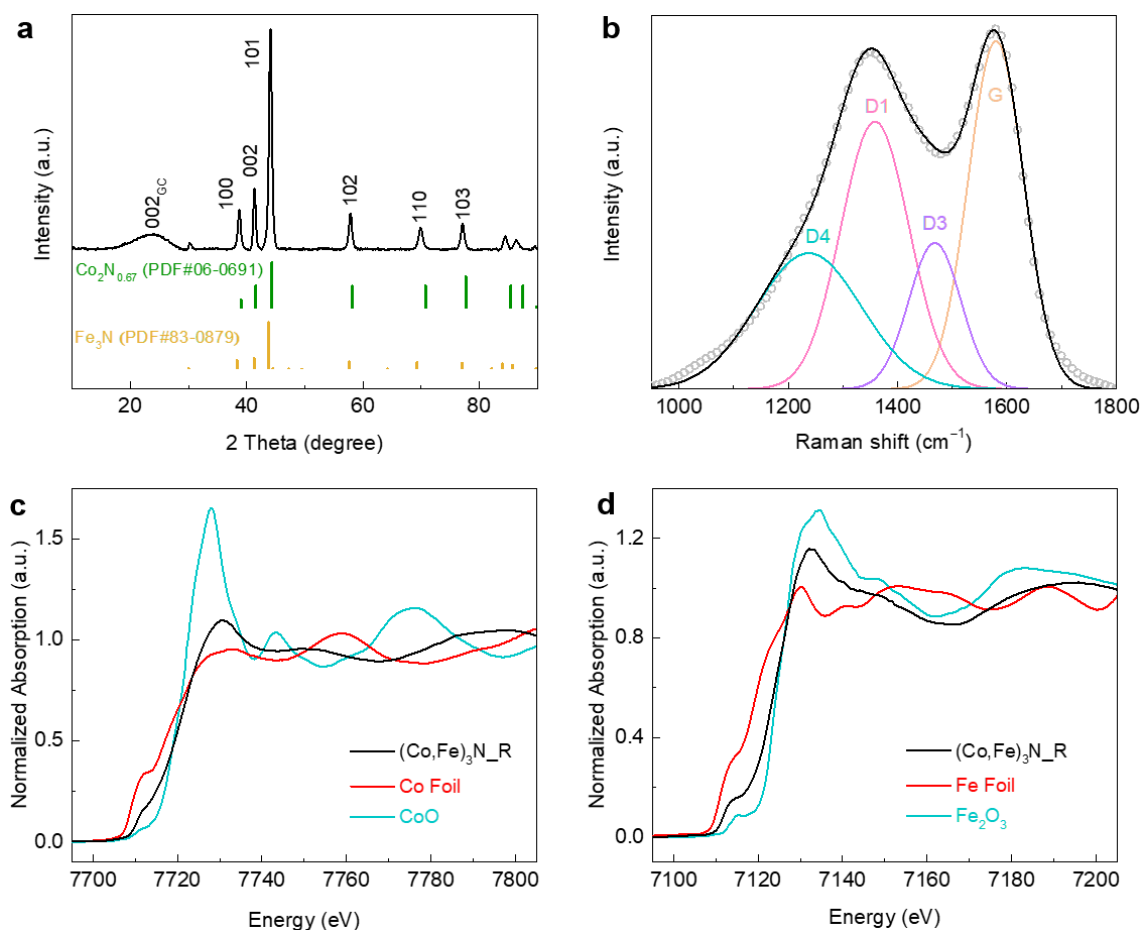 a
Intensity (a.u.)
002GC
100
002
101
102
110
103
Co2N0.67 (PDF#06-0691)
Fe3N (PDF#83-0879)
20 40 60 80
2 Theta (degree)
b
Intensity (a.u.)
D4
D1
D3
G
1000 1200 1400 1600 1800
Raman shift (cm−1)
c
Normalized Absorption (a.u.)
1.5
1.0
0.5
0.0
(Co,Fe)3N_R
Co Foil
CoO
7700 7720 7740 7760 7780 7800
Energy (eV)
d
Normalized Absorption (a.u.)
1.2
0.8
0.4
0.0
(Co,Fe)3N_R
Fe Foil
Fe2O3
7100 7120 7140 7160 7180 7200
Energy (eV)